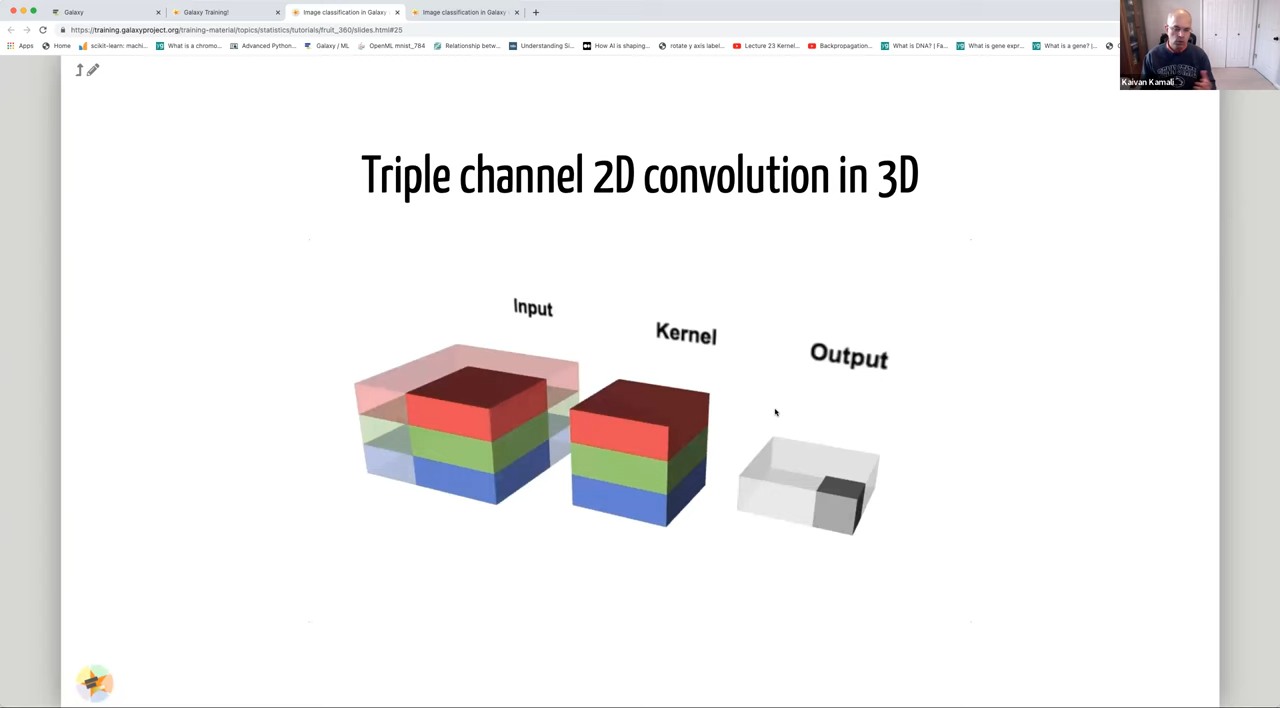 Galaxy
Galaxy Training!
Image classification in Galaxy
Image classification in Galaxy
https://training.galaxyproject.org/training-material/topics/statistics/tutorials/fruit_360/slides.html#25
Apps
Home
scikit-learn: machi...
What is a chromo...
Advanced Python...
Galaxy / ML
OpenML mnist_784
Relationship betw...
Understanding Si...
How AI is shaping...
rotate y axis label...
Lecture 23 Kernel...
Backpropagation...
What is DNA? | Fa...
What is gene expr...
What is a gene? |...
Kaivan Kamali
Triple channel 2D convolution in 3D
Input
Kernel
Output